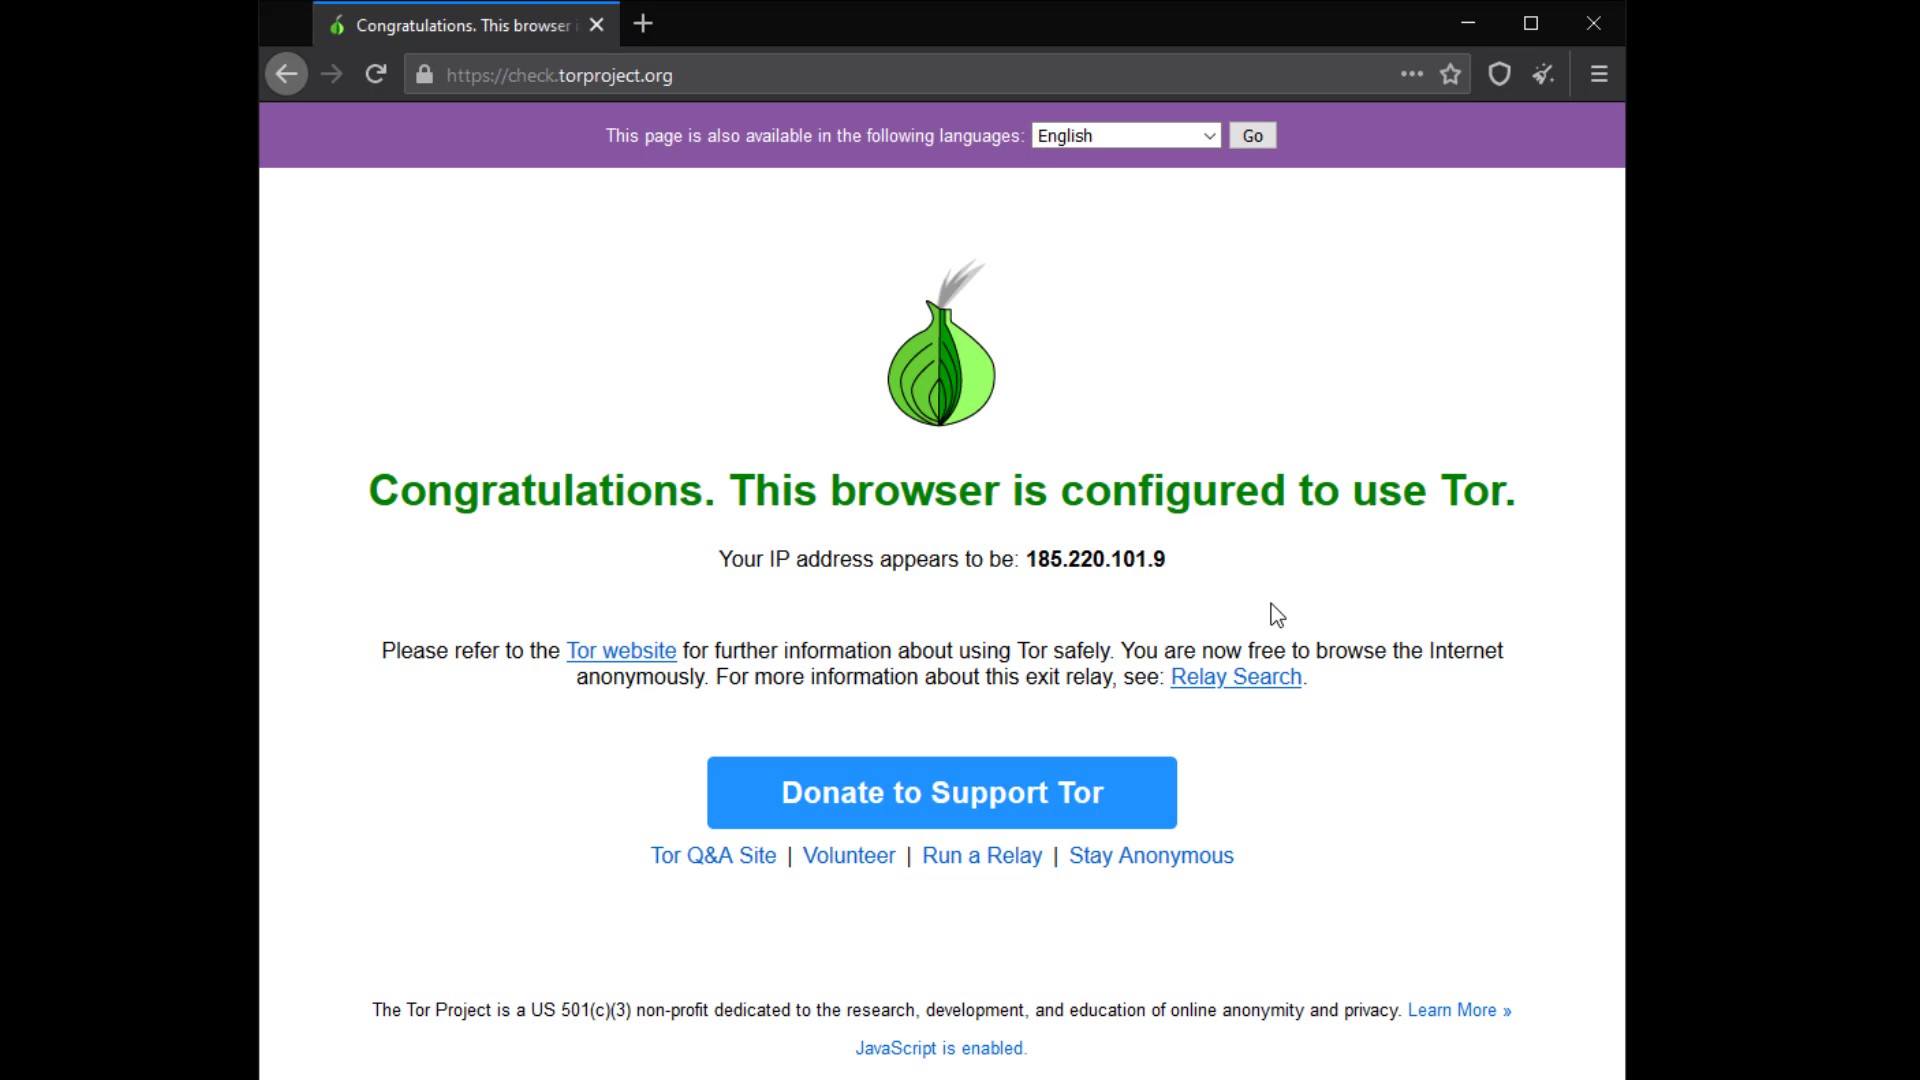 Congratulations. This browser i
https://check.torproject.org
This page is also available in the following languages: English Go
Congratulations. This browser is configured to use Tor.
Your IP address appears to be: 185.220.101.9
Please refer to the Tor website for further information about using Tor safely. You are now free to browse the Internet
anonymously. For more information about this exit relay, see: Relay Search.
Donate to Support Tor
Tor Q&A Site | Volunteer | Run a Relay | Stay Anonymous
The Tor Project is a US 501(c)(3) non-profit dedicated to the research, development, and education of online anonymity and privacy. Learn More »
JavaScript is enabled.